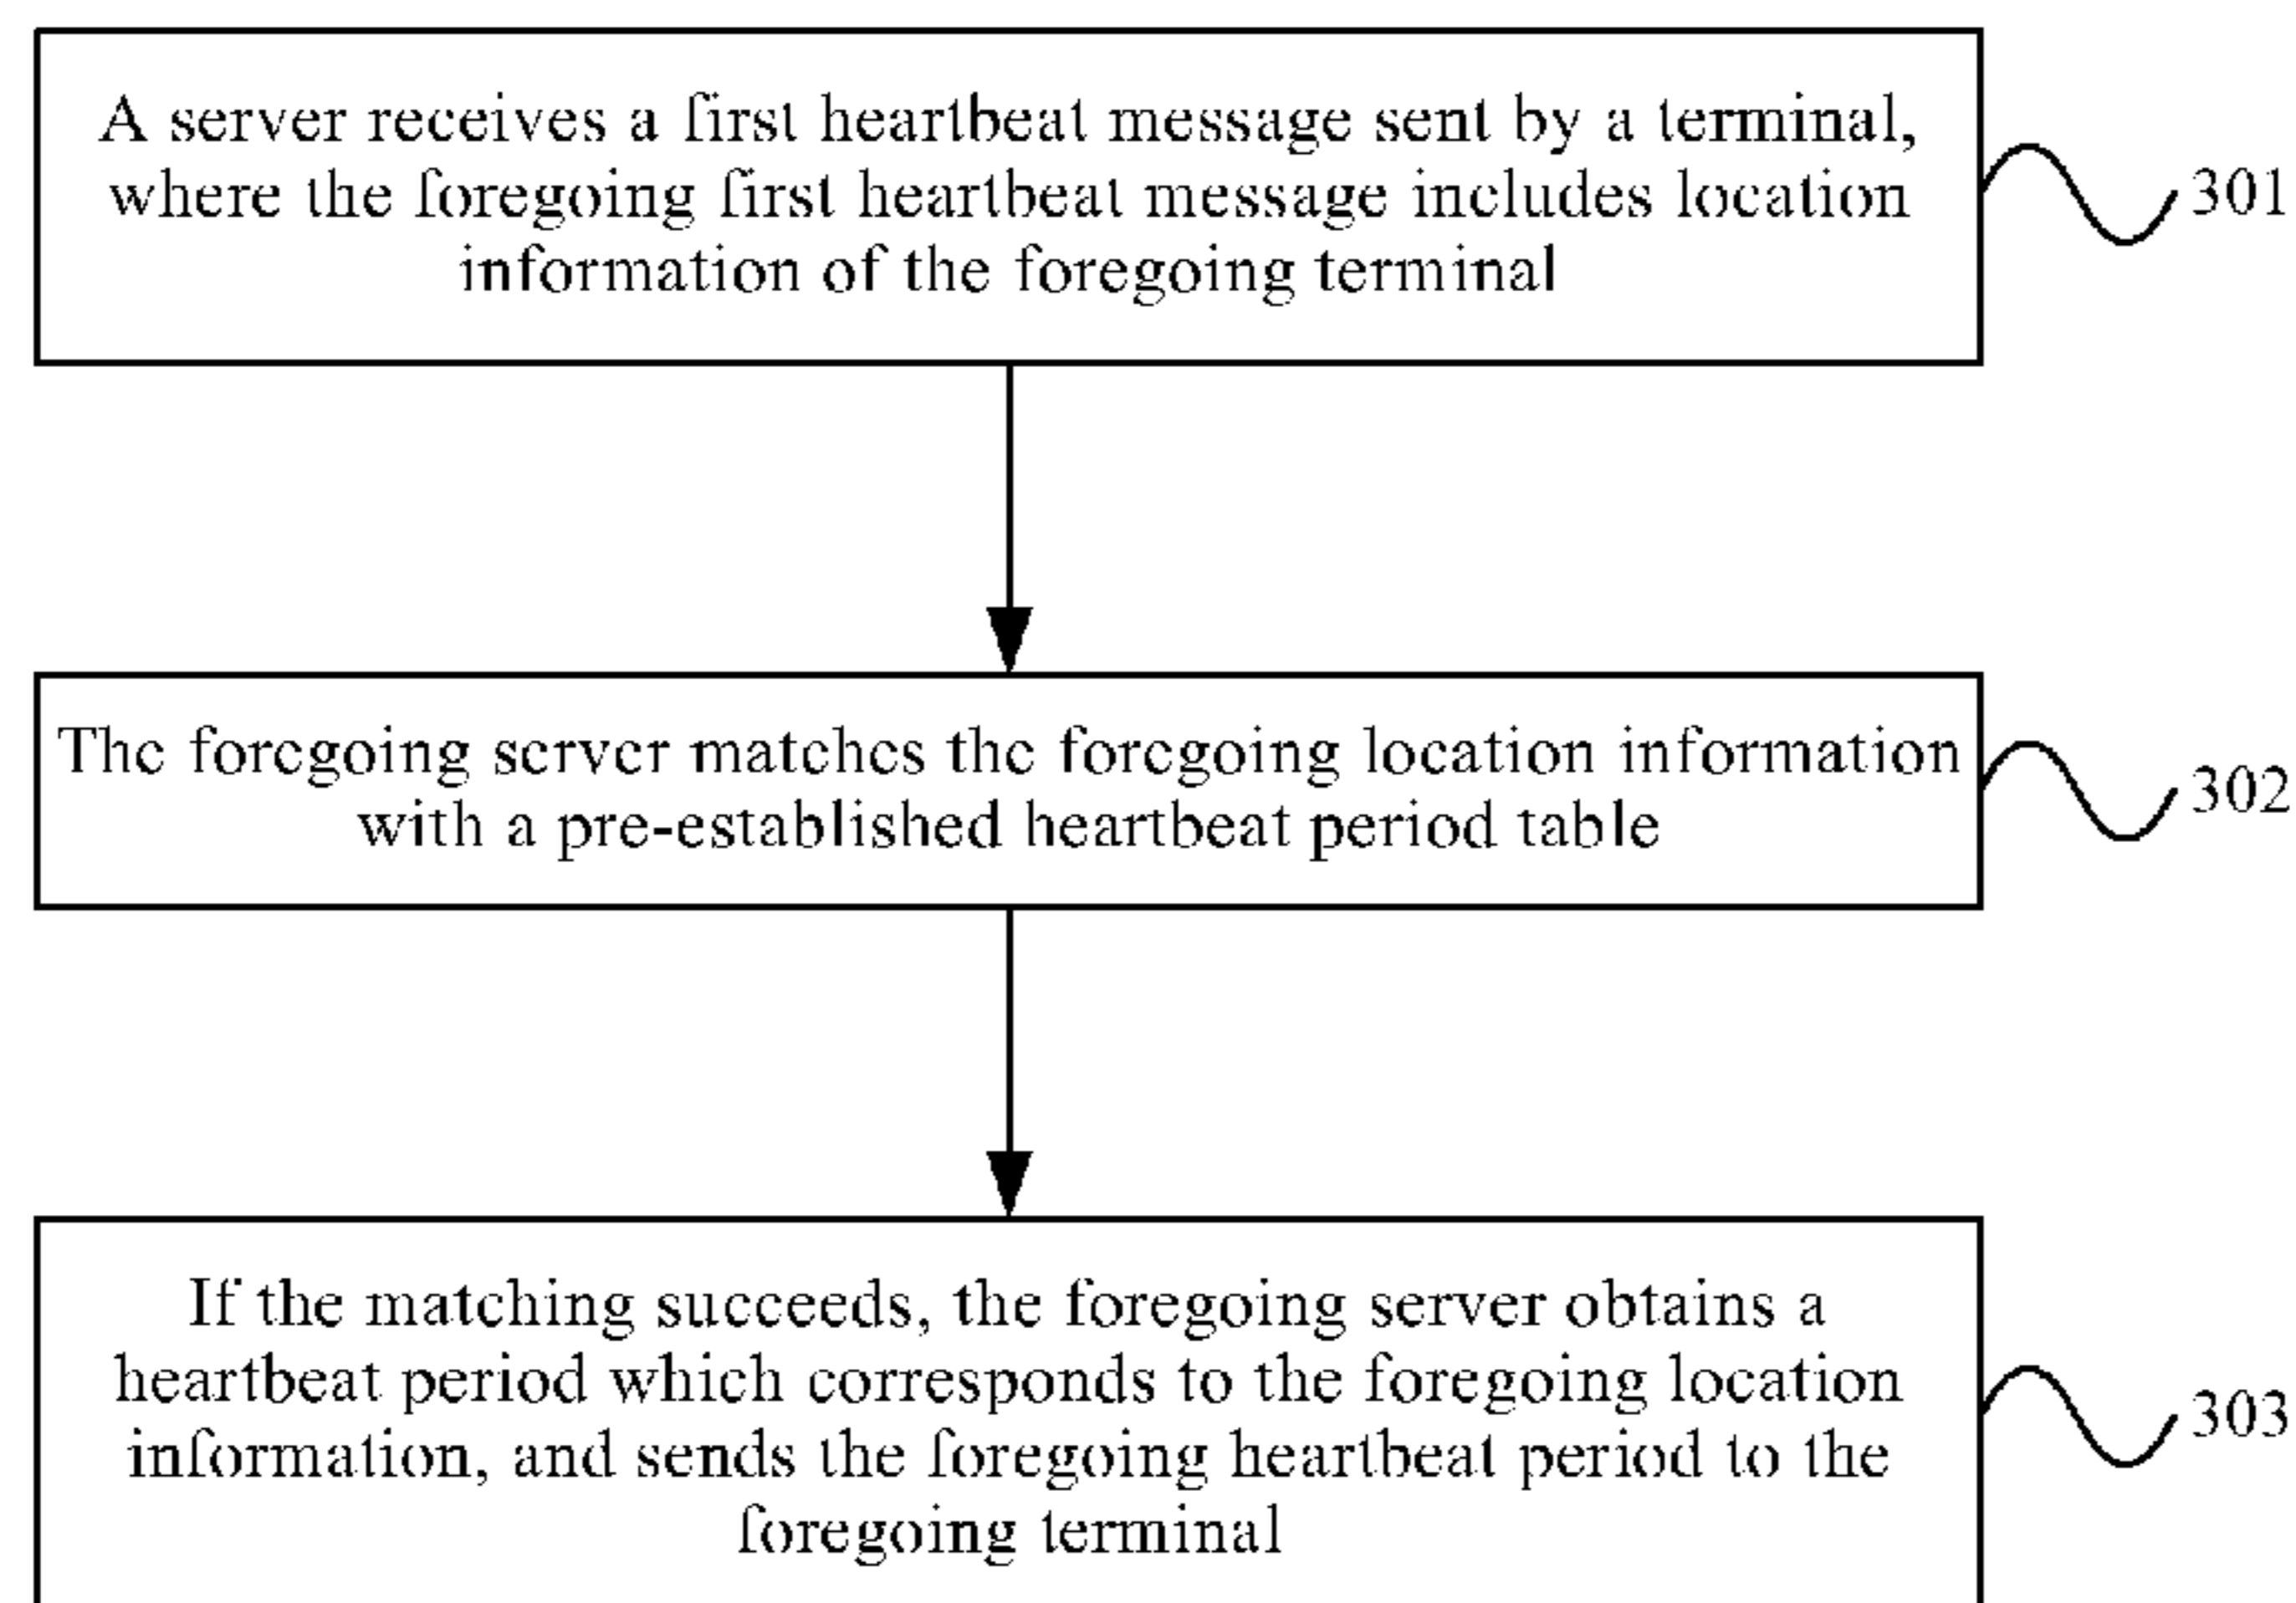 A server receives a first heartbeat message sent by a terminal,
where the foregoing first heartbeat message includes location
information of the foregoing terminal
301
The foregoing server matches the foregoing location information
with a pre-established heartbeat period table
302
If the matching succeeds, the foregoing server obtains a
heartbeat period which corresponds to the foregoing location
information, and sends the foregoing heartbeat period to the
foregoing terminal
303